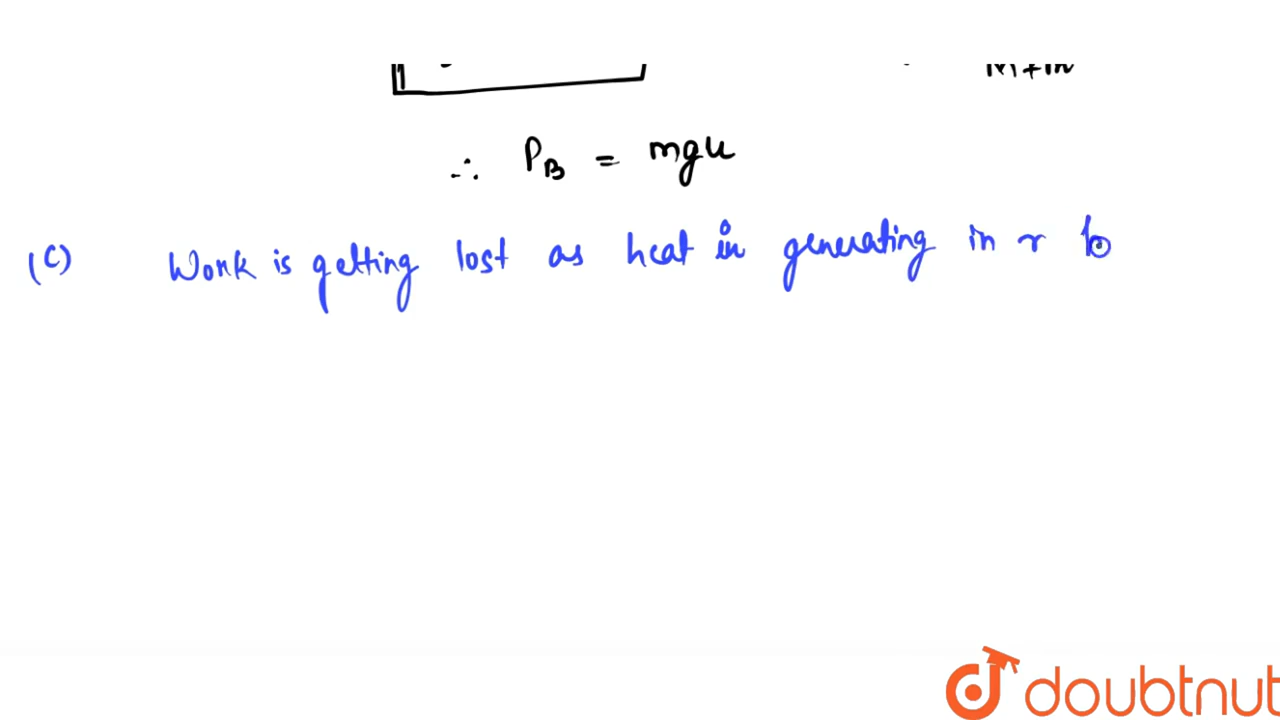 ∴ P_B = mgu
(C) Work is getting lost as heat in generating in r
doubtnut